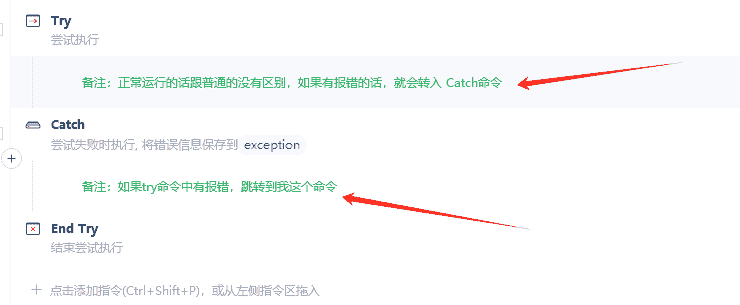 Try
尝试执行
备注：正常运行的话跟普通的没有区别，如果有报错的话，就会转入 Catch命令
Catch
尝试失败时执行, 将错误信息保存到 exception
备注：如果try命令中有报错，跳转到我这个命令
End Try
结束尝试执行
点击添加指令(Ctrl+Shift+P)，或从左侧指令区拖入